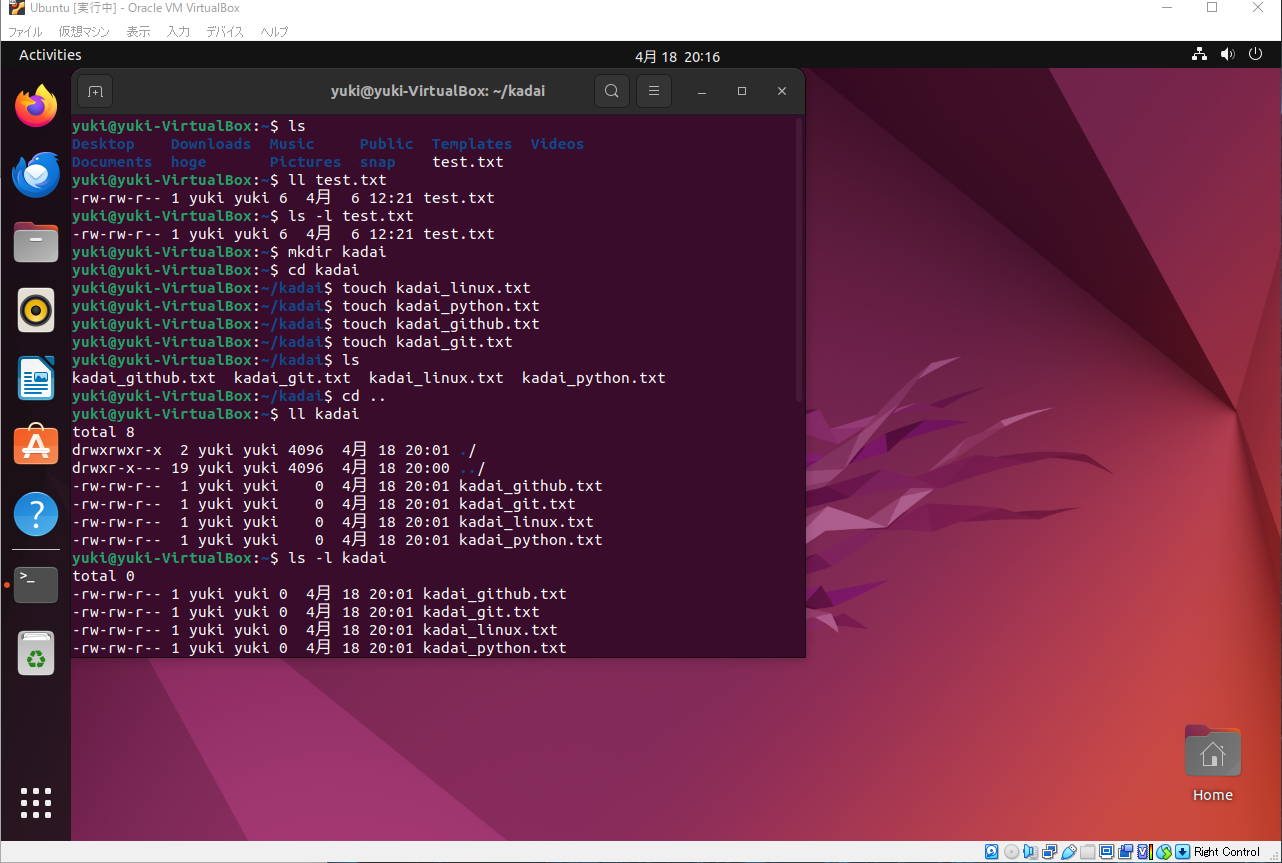 Ubuntu [実行中] - Oracle VM VirtualBox
ファイル 仮想マシン 表示 入力 デバイス ヘルプ
Activities 4月 18 20:16
yuki@yuki-VirtualBox: ~/kadai
yuki@yuki-VirtualBox:~$ ls
Desktop Downloads Music Public Templates Videos
Documents hoge Pictures snap test.txt
yuki@yuki-VirtualBox:~$ ll test.txt
-rw-rw-r-- 1 yuki yuki 6 4月 6 12:21 test.txt
yuki@yuki-VirtualBox:~$ ls -l test.txt
-rw-rw-r-- 1 yuki yuki 6 4月 6 12:21 test.txt
yuki@yuki-VirtualBox:~$ mkdir kadai
yuki@yuki-VirtualBox:~$ cd kadai
yuki@yuki-VirtualBox:~/kadai$ touch kadai_linux.txt
yuki@yuki-VirtualBox:~/kadai$ touch kadai_python.txt
yuki@yuki-VirtualBox:~/kadai$ touch kadai_github.txt
yuki@yuki-VirtualBox:~/kadai$ touch kadai_git.txt
yuki@yuki-VirtualBox:~/kadai$ ls
kadai_github.txt kadai_git.txt kadai_linux.txt kadai_python.txt
yuki@yuki-VirtualBox:~/kadai$ cd ..
yuki@yuki-VirtualBox:~$ ll kadai
total 8
drwxrwxr-x 2 yuki yuki 4096 4月 18 20:01 ./
drwxr-x--- 19 yuki yuki 4096 4月 18 20:00 ../
-rw-rw-r-- 1 yuki yuki 0 4月 18 20:01 kadai_github.txt
-rw-rw-r-- 1 yuki yuki 0 4月 18 20:01 kadai_git.txt
-rw-rw-r-- 1 yuki yuki 0 4月 18 20:01 kadai_linux.txt
-rw-rw-r-- 1 yuki yuki 0 4月 18 20:01 kadai_python.txt
yuki@yuki-VirtualBox:~$ ls -l kadai
total 0
-rw-rw-r-- 1 yuki yuki 0 4月 18 20:01 kadai_github.txt
-rw-rw-r-- 1 yuki yuki 0 4月 18 20:01 kadai_git.txt
-rw-rw-r-- 1 yuki yuki 0 4月 18 20:01 kadai_linux.txt
-rw-rw-r-- 1 yuki yuki 0 4月 18 20:01 kadai_python.txt
Home
Right Control